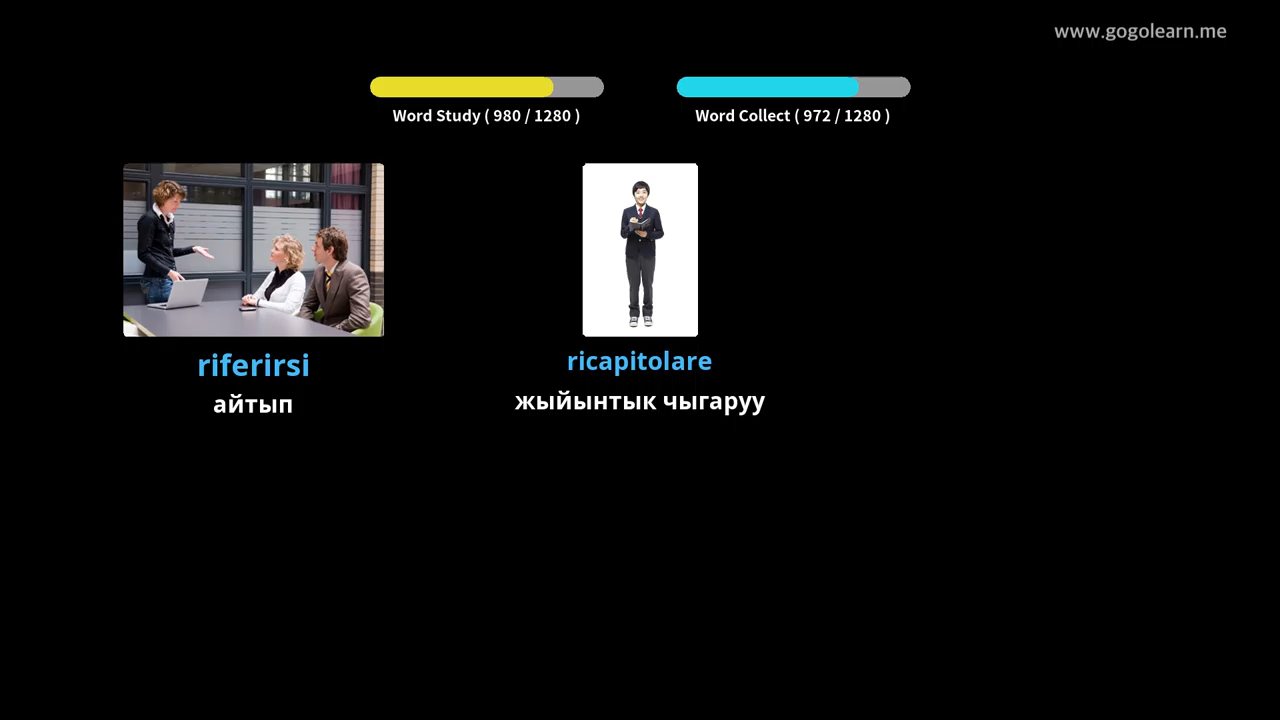 www.gogolearn.me
Word Study ( 980 / 1280 )
Word Collect ( 972 / 1280 )
riferirsi
айтып
ricapitolare
жыйынтык чыгаруу